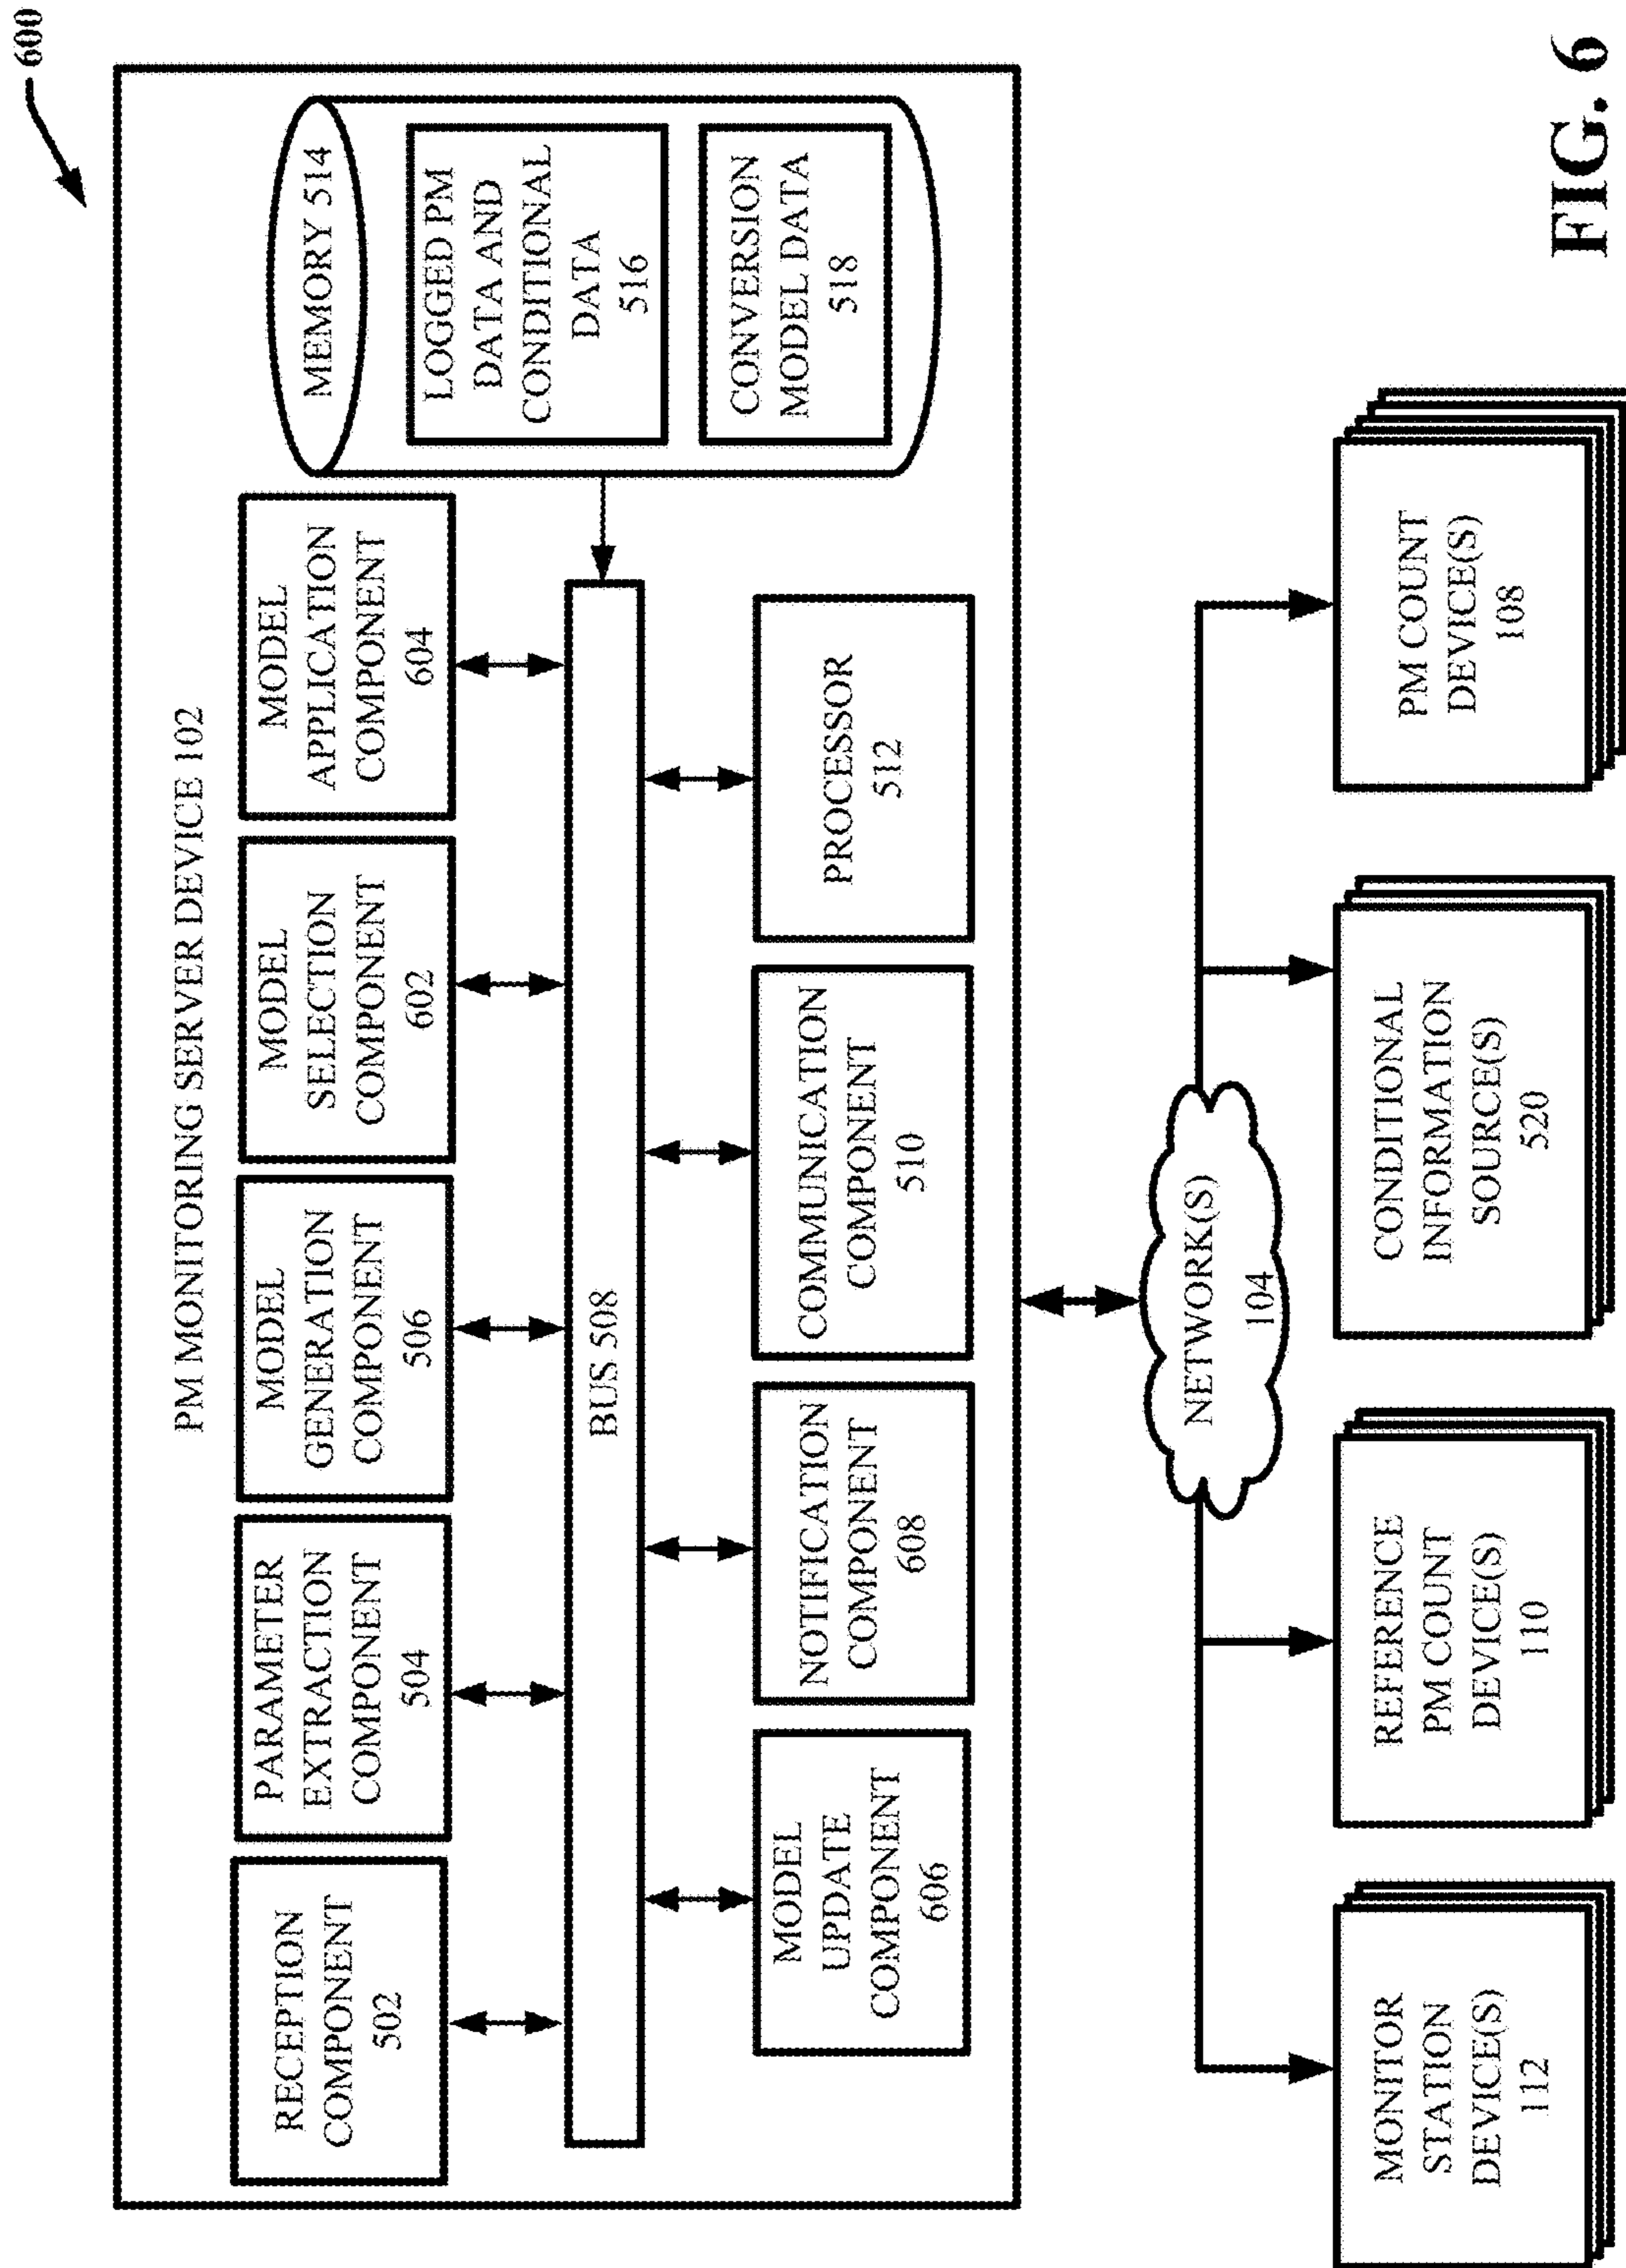 600
PM MONITORING SERVER DEVICE 102
RECEPTION
COMPONENT
502
PARAMETER
EXTRACTION
COMPONENT
504
MODEL
GENERATION
COMPONENT
506
MODEL
SELECTION
COMPONENT
602
MODEL
APPLICATION
COMPONENT
604
MEMORY 514
LOGGED PM
DATA AND
CONDITIONAL
DATA
516
CONVERSION
MODEL DATA
518
BUS 508
MODEL
UPDATE
COMPONENT
606
NOTIFICATION
COMPONENT
608
COMMUNICATION
COMPONENT
510
PROCESSOR
512
NETWORK(S)
104
MONITOR
STATION
DEVICE(S)
112
REFERENCE
PM COUNT
DEVICE(S)
110
CONDITIONAL
INFORMATION
SOURCE(S)
520
PM COUNT
DEVICE(S)
108
FIG. 6